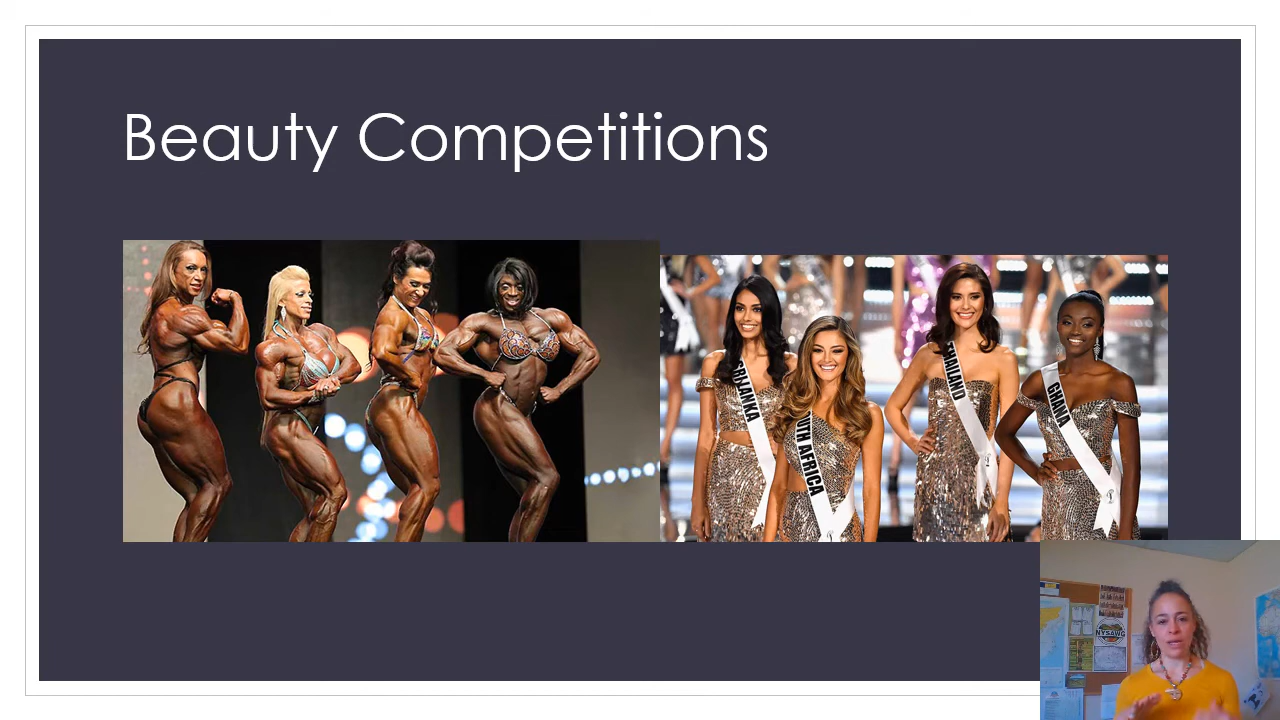 Beauty Competitions
SRI LANKA
SOUTH AFRICA
THAILAND
GHANA
NYSAWG